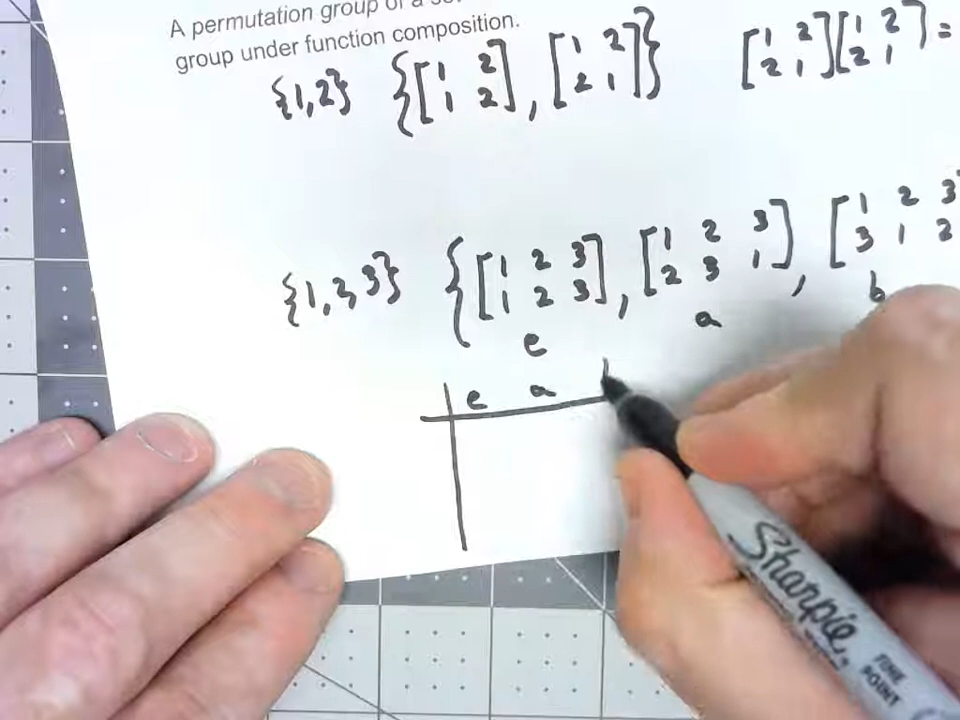 A permutation group of a
group under function composition.
{1,2} {[1 2 / 1 2], [1 2 / 2 1]} [1 2 / 2 1][1 2 / 2 1] =
{1,2,3} {[1 2 3 / 1 2 3], [1 2 3 / 2 3 1], [1 2 3 / 3 1 2
e a b
e a
Sharpie.
FINE
POINT